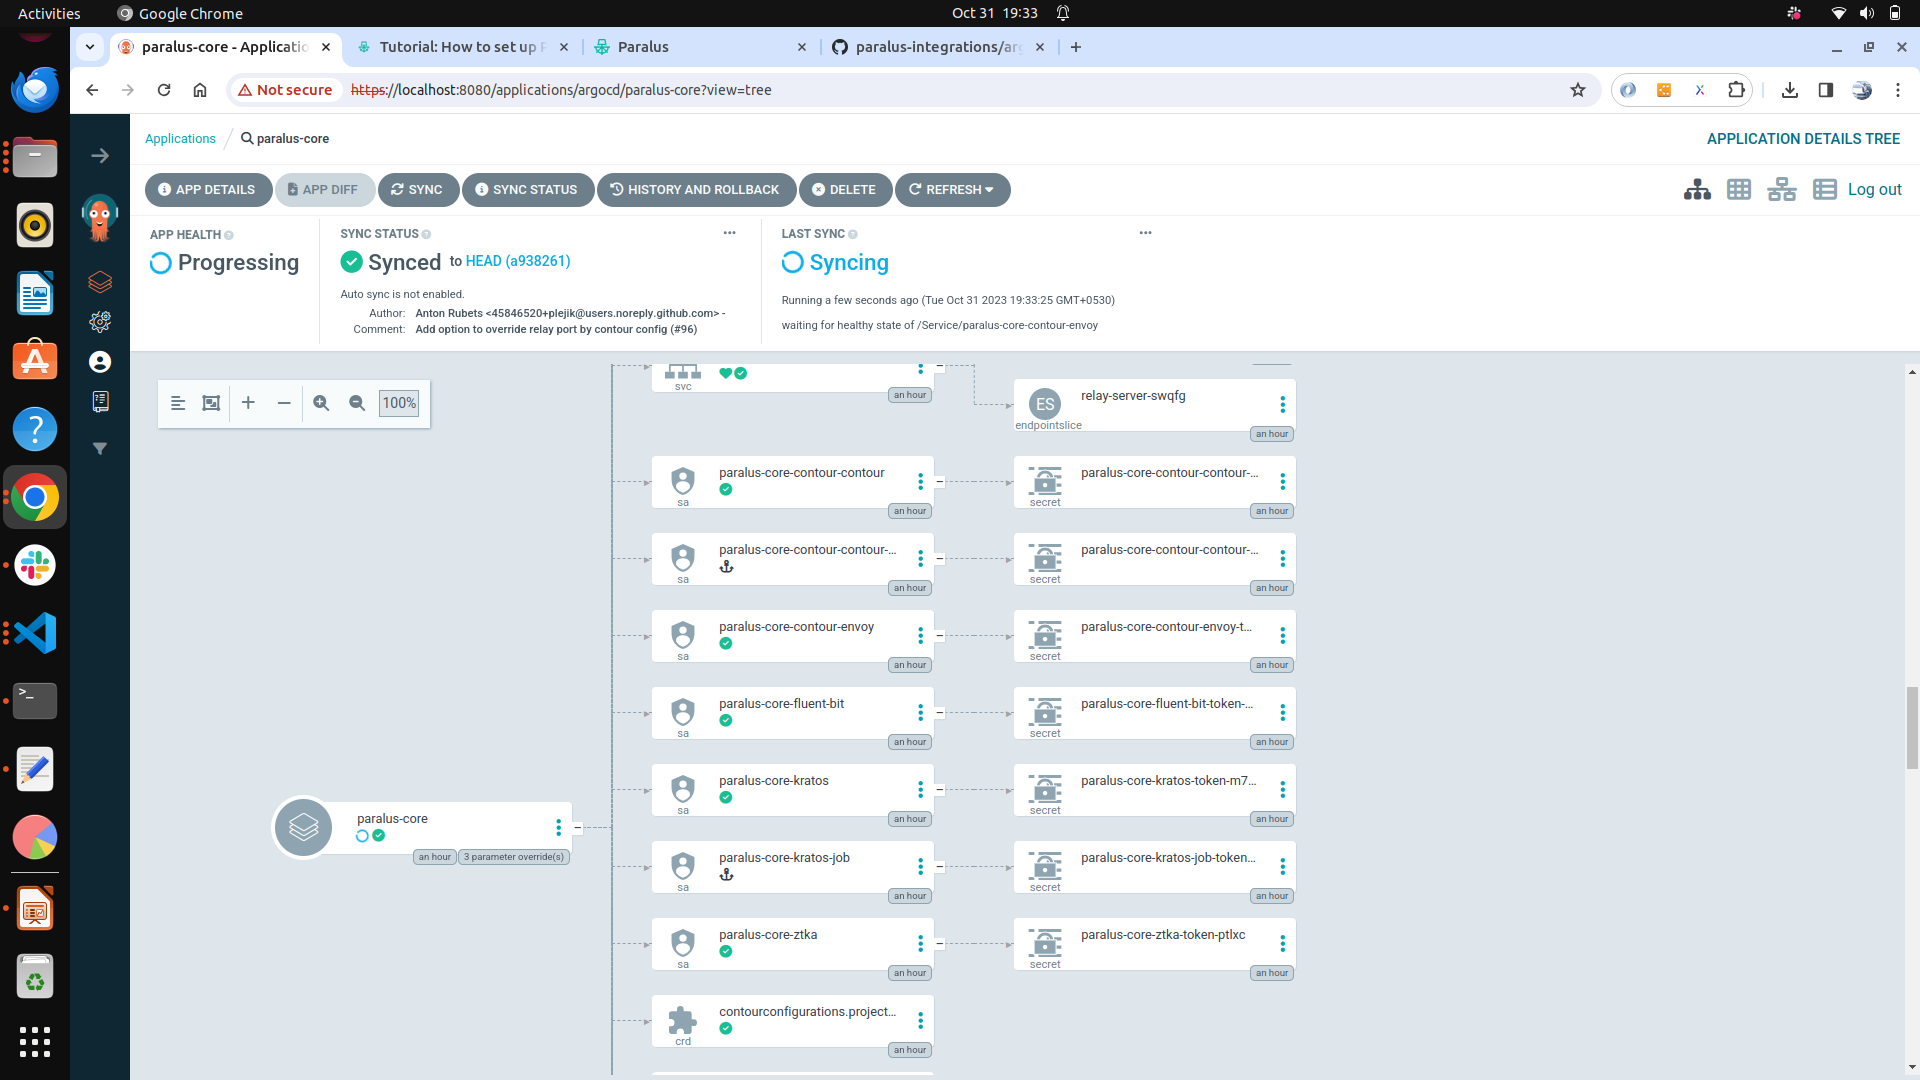 Activities
Google Chrome
Oct 31 19:33
paralus-core - Applicatio
Tutorial: How to set up P
Paralus
paralus-integrations/arg
Not secure
https://localhost:8080/applications/argocd/paralus-core?view=tree
Applications
paralus-core
APPLICATION DETAILS TREE
APP DETAILS
APP DIFF
SYNC
SYNC STATUS
HISTORY AND ROLLBACK
DELETE
REFRESH
Log out
APP HEALTH
Progressing
SYNC STATUS
Synced to HEAD (a938261)
Auto sync is not enabled.
Author: Anton Rubets <45846520+plejik@users.noreply.github.com> -
Comment: Add option to override relay port by contour config (#96)
LAST SYNC
Syncing
Running a few seconds ago (Tue Oct 31 2023 19:33:25 GMT+0530)
waiting for healthy state of /Service/paralus-core-contour-envoy
100%
svc
an hour
ES
endpointslice
relay-server-swqfg
an hour
sa
paralus-core-contour-contour
an hour
secret
paralus-core-contour-contour-...
an hour
sa
paralus-core-contour-contour-...
an hour
secret
paralus-core-contour-contour-...
an hour
sa
paralus-core-contour-envoy
an hour
secret
paralus-core-contour-envoy-t...
an hour
sa
paralus-core-fluent-bit
an hour
secret
paralus-core-fluent-bit-token-...
an hour
sa
paralus-core-kratos
an hour
secret
paralus-core-kratos-token-m7...
an hour
paralus-core
an hour
3 parameter override(s)
sa
paralus-core-kratos-job
an hour
secret
paralus-core-kratos-job-token...
an hour
sa
paralus-core-ztka
an hour
secret
paralus-core-ztka-token-ptlxc
an hour
crd
contourconfigurations.project...
an hour